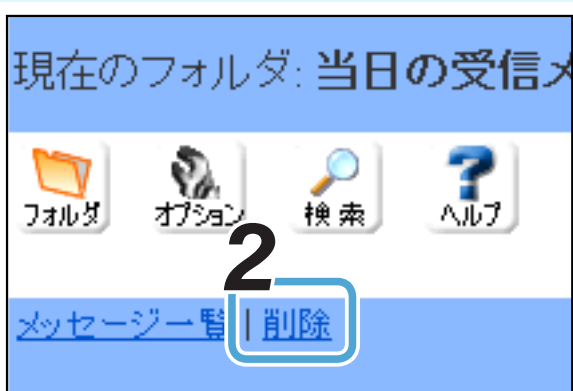 現在のフォルダ: 当日の受信メ
フォルダ オプション 検索 ヘルプ
2
メッセージ一覧 | 削除